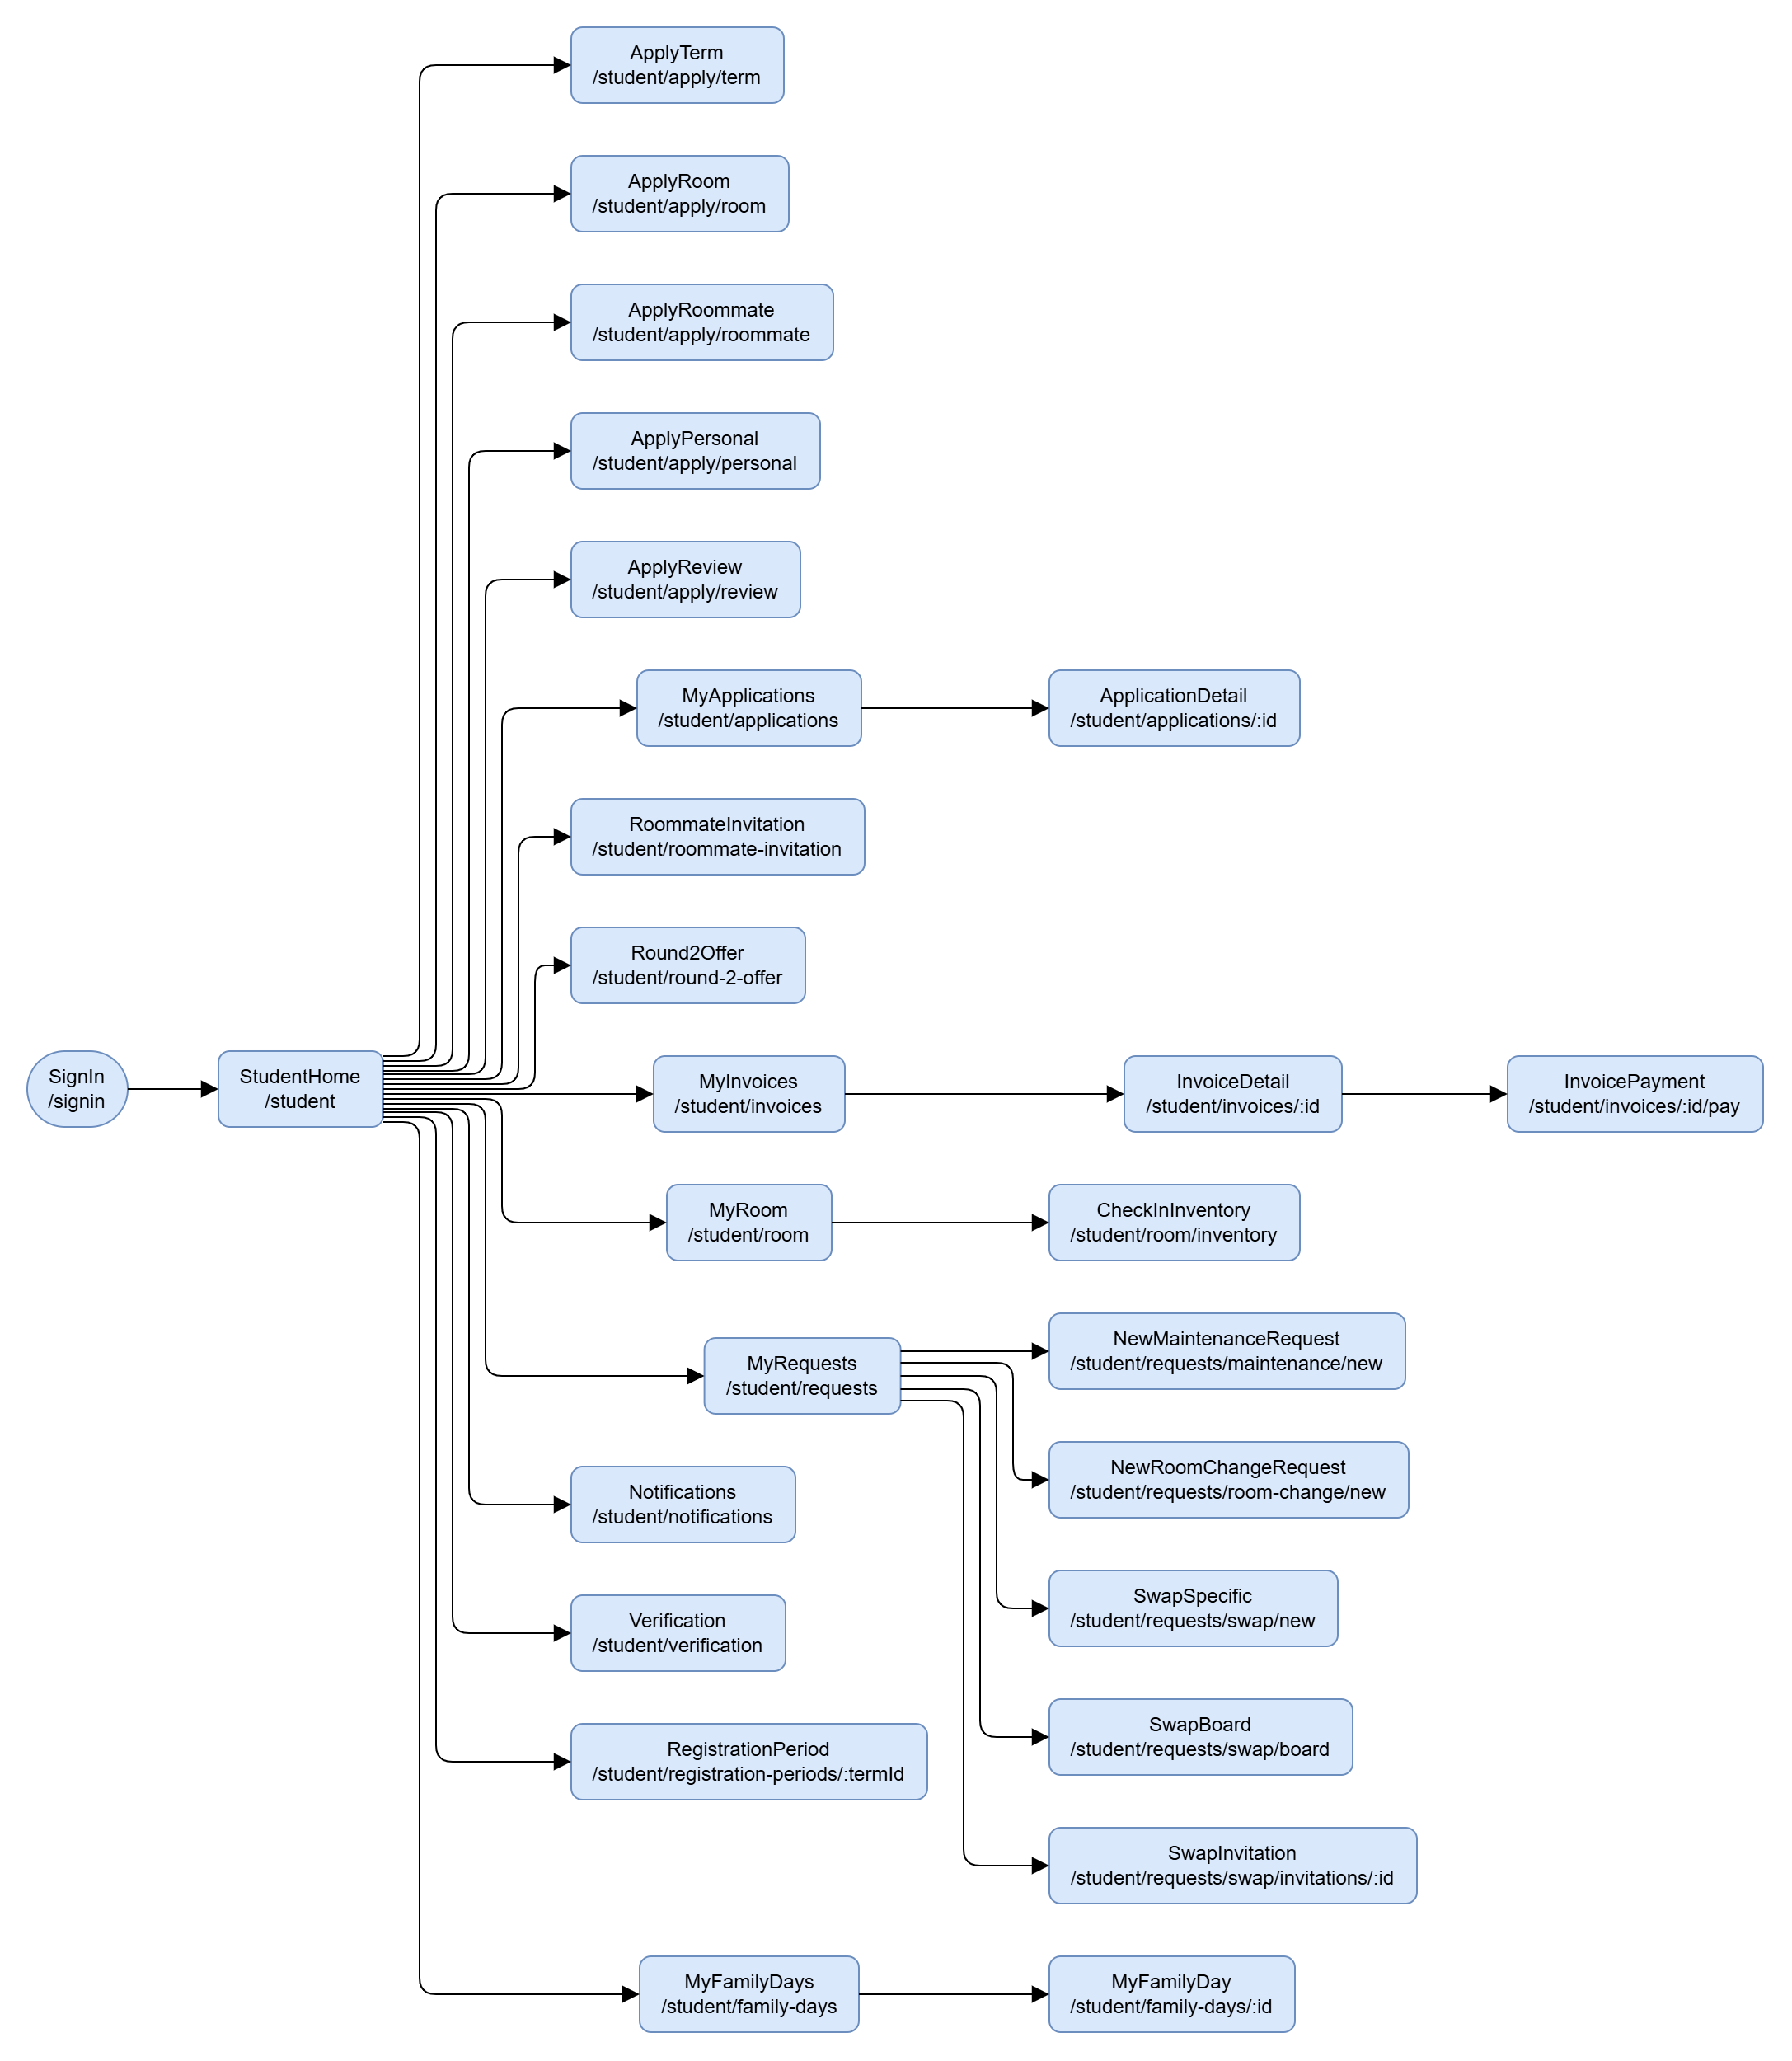 ApplyTerm
/student/apply/term
ApplyRoom
/student/apply/room
ApplyRoommate
/student/apply/roommate
ApplyPersonal
/student/apply/personal
ApplyReview
/student/apply/review
MyApplications
/student/applications
ApplicationDetail
/student/applications/:id
RoommateInvitation
/student/roommate-invitation
Round2Offer
/student/round-2-offer
SignIn
/signin
StudentHome
/student
MyInvoices
/student/invoices
InvoiceDetail
/student/invoices/:id
InvoicePayment
/student/invoices/:id/pay
MyRoom
/student/room
CheckInInventory
/student/room/inventory
MyRequests
/student/requests
NewMaintenanceRequest
/student/requests/maintenance/new
NewRoomChangeRequest
/student/requests/room-change/new
Notifications
/student/notifications
SwapSpecific
/student/requests/swap/new
Verification
/student/verification
SwapBoard
/student/requests/swap/board
RegistrationPeriod
/student/registration-periods/:termId
SwapInvitation
/student/requests/swap/invitations/:id
MyFamilyDays
/student/family-days
MyFamilyDay
/student/family-days/:id